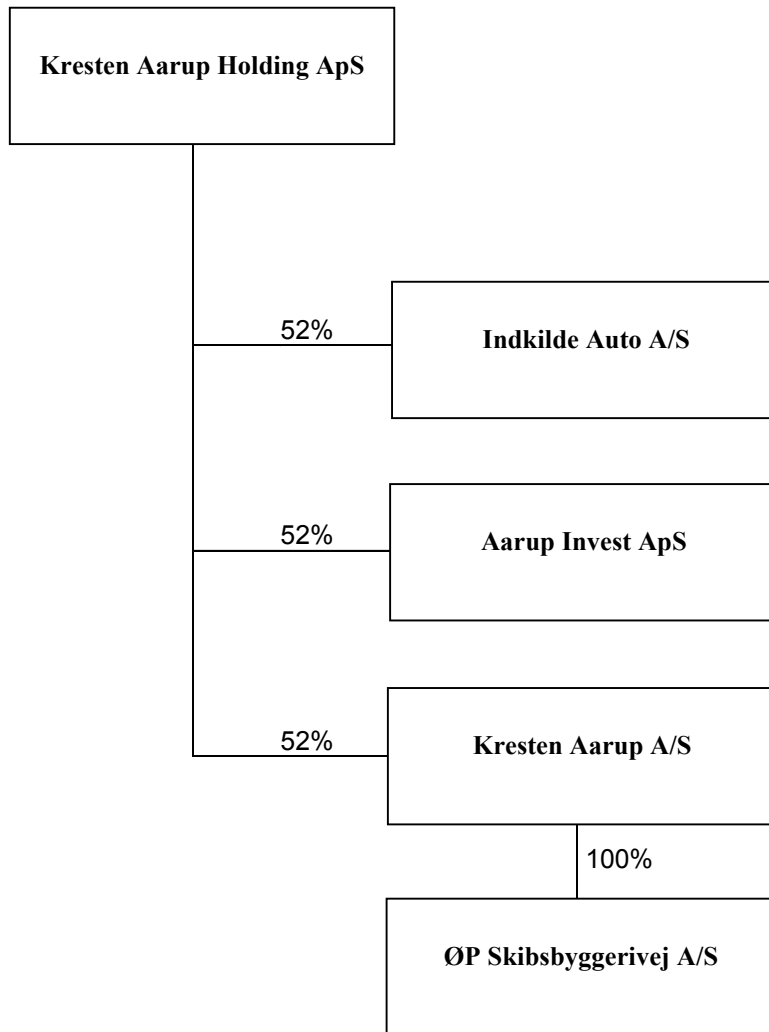 Kresten Aarup Holding ApS
52%
Indkilde Auto A/S
52%
Aarup Invest ApS
52%
Kresten Aarup A/S
100%
ØP Skibsbyggerivej A/S